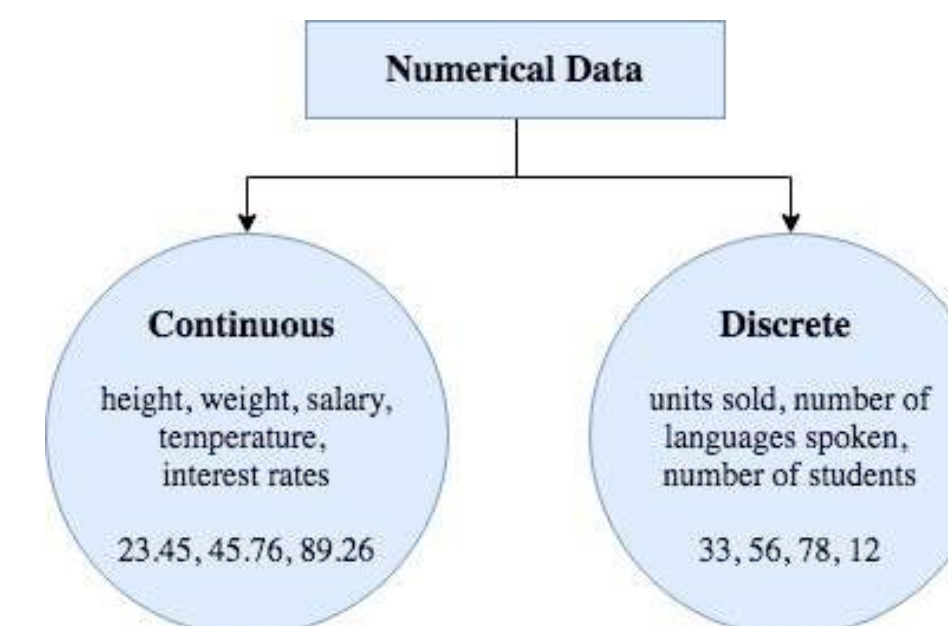 Numerical Data
Continuous
height, weight, salary,
temperature,
interest rates
23.45, 45.76, 89.26
Discrete
units sold, number of
languages spoken,
number of students
33, 56, 78, 12